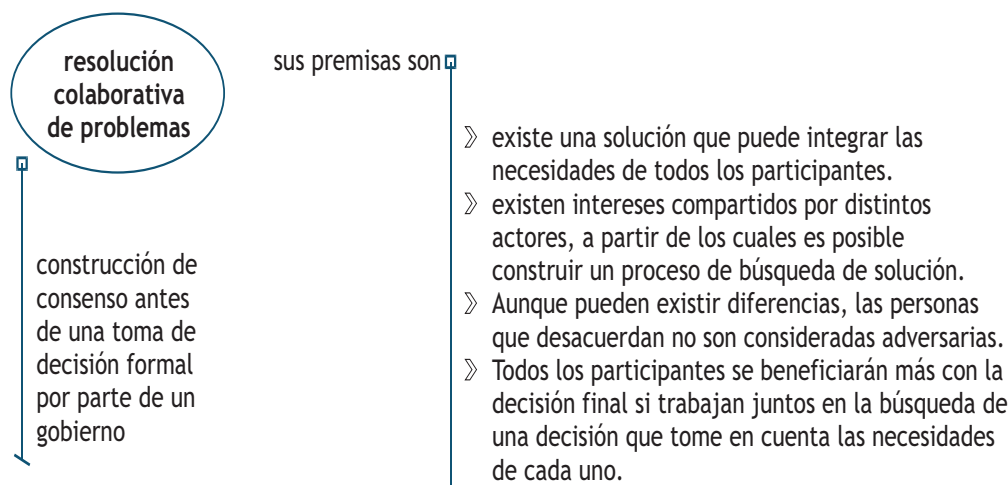 resolución
colaborativa
de problemas
construcción de
consenso antes
de una toma de
decisión formal
por parte de un
gobierno
sus premisas son
》 existe una solución que puede integrar las
necesidades de todos los participantes.
》 existen intereses compartidos por distintos
actores, a partir de los cuales es posible
construir un proceso de búsqueda de solución.
》 Aunque pueden existir diferencias, las personas
que desacuerdan no son consideradas adversarias.
》 Todos los participantes se beneficiarán más con la
decisión final si trabajan juntos en la búsqueda de
una decisión que tome en cuenta las necesidades
de cada uno.